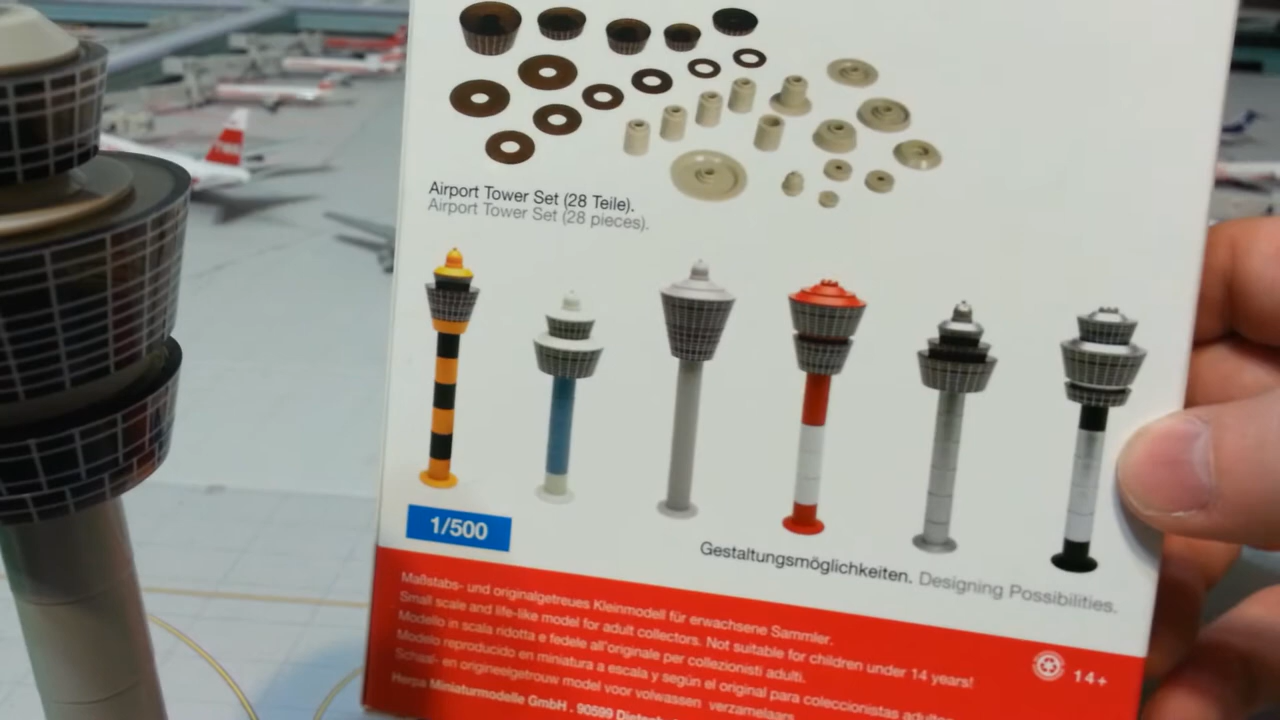 Airport Tower Set (28 Teile).
Airport Tower Set (28 pieces).
1/500
Gestaltungsmöglichkeiten. Designing Possibilities.
Maßstabs- und originalgetreues Kleinmodell für erwachsene Sammler.
Small scale and life-like model for adult collectors. Not suitable for children under 14 years!
Modello in scala ridotta e fedele all'originale per collezionisti adulti.
Modelo reproducido en miniatura a escala y según el original para coleccionistas
Schaal- en origineelgetrouw model voor volwassen verzamelaars
Herpa Miniaturmodelle GmbH . 90599
14+